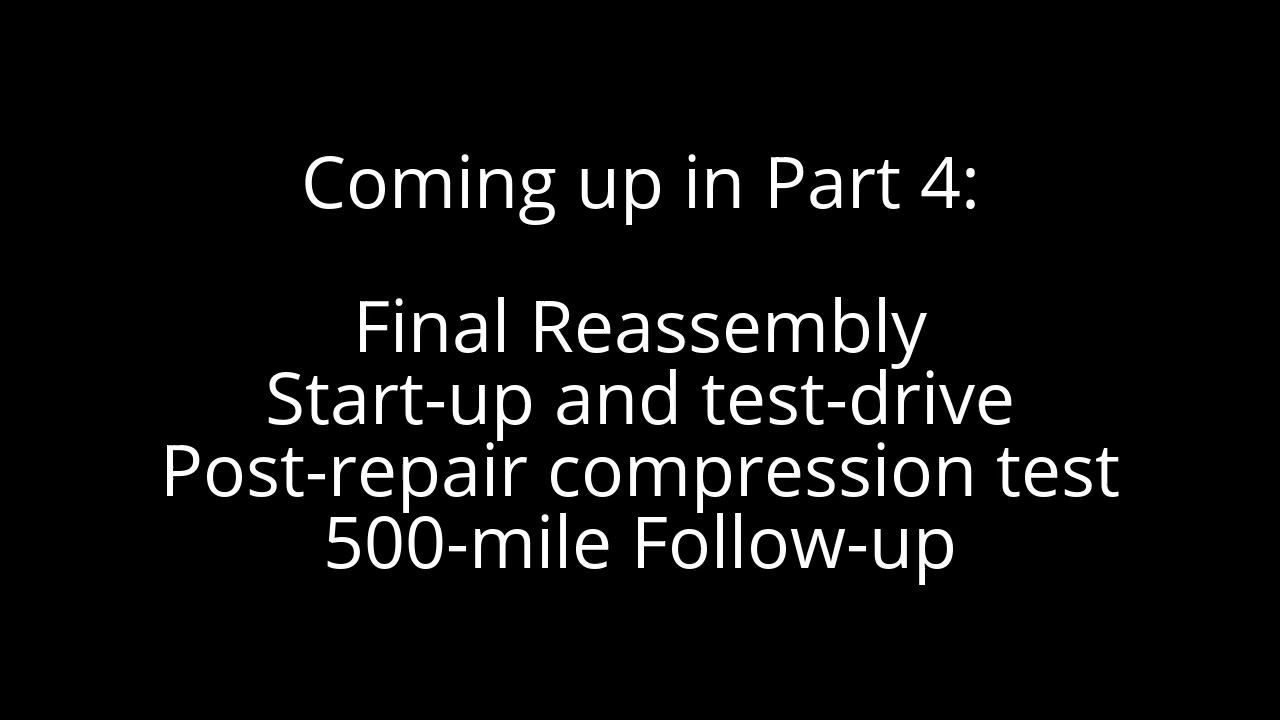 Coming up in Part 4:
Final Reassembly
Start-up and test-drive
Post-repair compression test
500-mile Follow-up